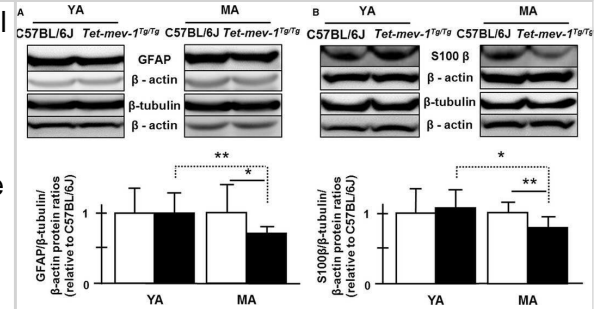 l
e
A
YA
MA
C57BL/6J Tet-mev-1Tg/Tg
C57BL/6J Tet-mev-1Tg/Tg
GFAP
β - actin
β-tubulin
β - actin
**
*
GFAP/β-tubulin/
β-actin protein ratios
(relative to C57BL/6J)
1
0
YA
MA
B
YA
MA
C57BL/6J Tet-mev-1Tg/Tg
C57BL/6J Tet-mev-1Tg/Tg
S100 β
β - actin
β-tubulin
β - actin
*
**
S100β/β-tubulin/
β-actin protein ratios
(relative to C57BL/6J)
1
0
YA
MA